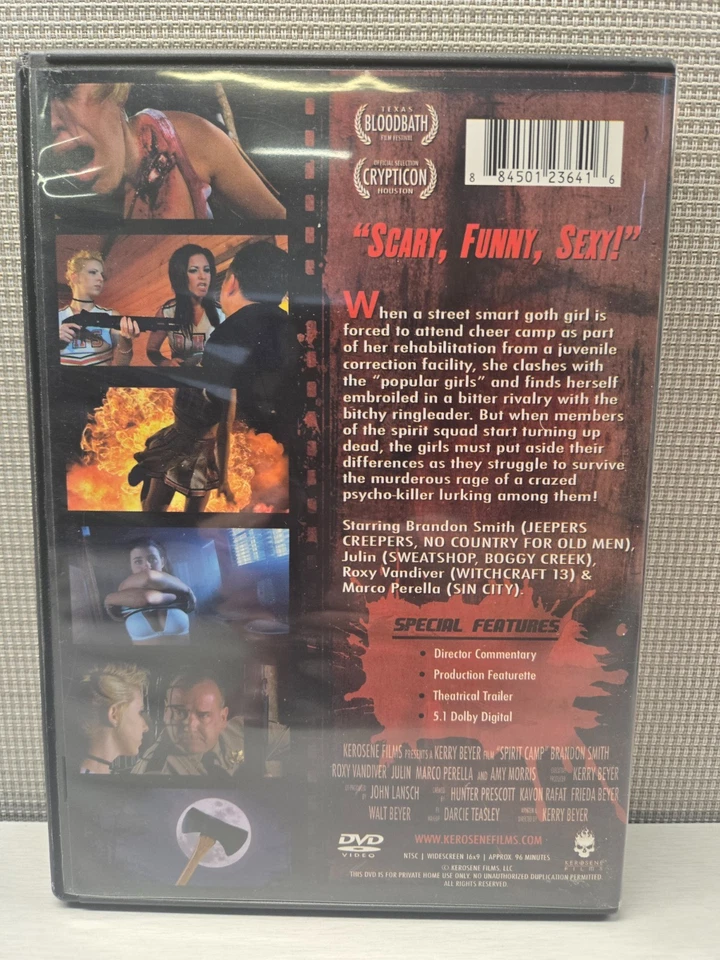 TEXAS
BLOODBATH
FILM FESTIVAL
OFFICIAL SELECTION
CRYPTICON
HOUSTON
8 84501 23641 6
"SCARY, FUNNY, SEXY!"
When a street smart goth girl is
forced to attend cheer camp as part
of her rehabilitation from a juvenile
correction facility, she clashes with
the "popular girls" and finds herself
embroiled in a bitter rivalry with the
bitchy ringleader. But when members
of the spirit squad start turning up
dead, the girls must put aside their
differences as they struggle to survive
the murderous rage of a crazed
psycho-killer lurking among them!
Starring Brandon Smith (JEEPERS
CREEPERS, NO COUNTRY FOR OLD MEN),
Julin (SWEATSHOP, BOGGY CREEK),
Roxy Vandiver (WITCHCRAFT 13) &
Marco Perella (SIN CITY).
SPECIAL FEATURES
• Director Commentary
• Production Featurette
• Theatrical Trailer
• 5.1 Dolby Digital
KEROSENE FILMS PRESENTS A KERRY BEYER FILM "SPIRIT CAMP" BRANDON SMITH
ROXY VANDIVER JULIN MARCO PERELLA AND AMY MORRIS KERRY BEYER
JOHN LANSCH HUNTER PRESCOTT KAVON RAFAT FRIEDA BEYER
WALT BEYER DARCIE TEASLEY KERRY BEYER
DVD
VIDEO
WWW.KEROSENEFILMS.COM
NTSC | WIDESCREEN 16x9 | APPROX. 96 MINUTES
(C) KEROSENE FILMS, LLC
THIS DVD IS FOR PRIVATE HOME USE ONLY. NO UNAUTHORIZED DUPLICATION PERMITTED
ALL RIGHTS RESERVED.
KEROSENE
FILMS